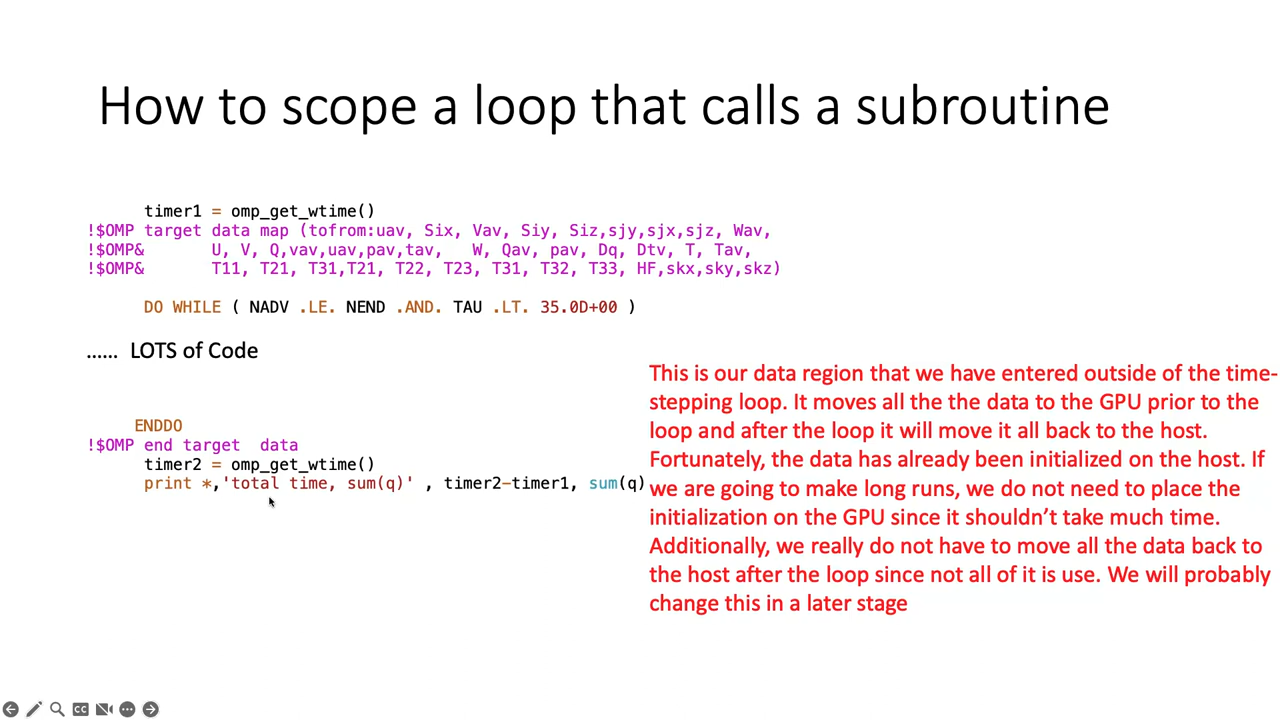 How to scope a loop that calls a subroutine
timer1 = omp_get_wtime()
!$OMP target data map (tofrom:uav, Six, Vav, Siy, Siz,sjy,sjx,sjz, Wav,
!$OMP& U, V, Q,vav,uav,pav,tav, W, Qav, pav, Dq, Dtv, T, Tav,
!$OMP& T11, T21, T31,T21, T22, T23, T31, T32, T33, HF,skx,sky,skz)
DO WHILE ( NADV .LE. NEND .AND. TAU .LT. 35.0D+00 )
...... LOTS of Code
ENDDO
!$OMP end target data
timer2 = omp_get_wtime()
print *,'total time, sum(q)' , timer2-timer1, sum(q)
This is our data region that we have entered outside of the time-
stepping loop. It moves all the the data to the GPU prior to the
loop and after the loop it will move it all back to the host.
Fortunately, the data has already been initialized on the host. If
we are going to make long runs, we do not need to place the
initialization on the GPU since it shouldn’t take much time.
Additionally, we really do not have to move all the data back to
the host after the loop since not all of it is use. We will probably
change this in a later stage
CC